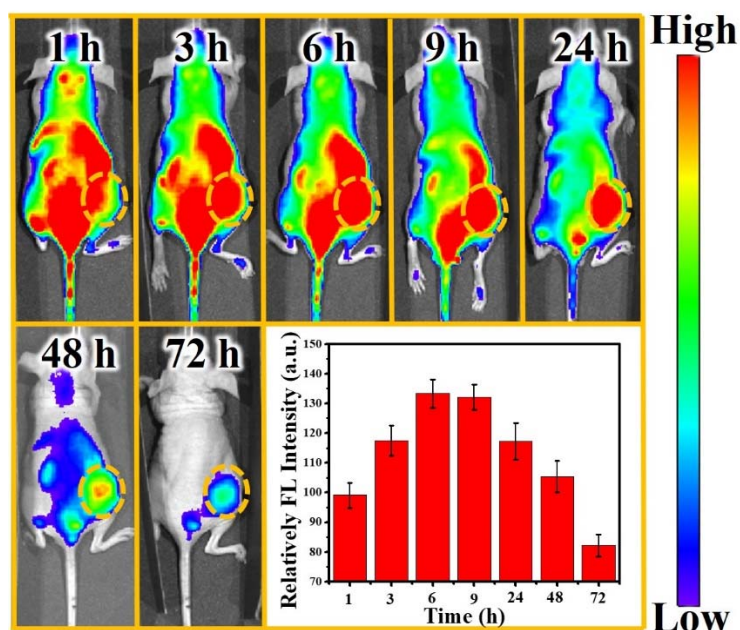 1 h
3 h
6 h
9 h
24 h
High
48 h
72 h
Relatively FL Intensity (a.u.)
150
140
130
120
110
100
90
80
70
1 3 6 9 24 48 72
Time (h)
Low